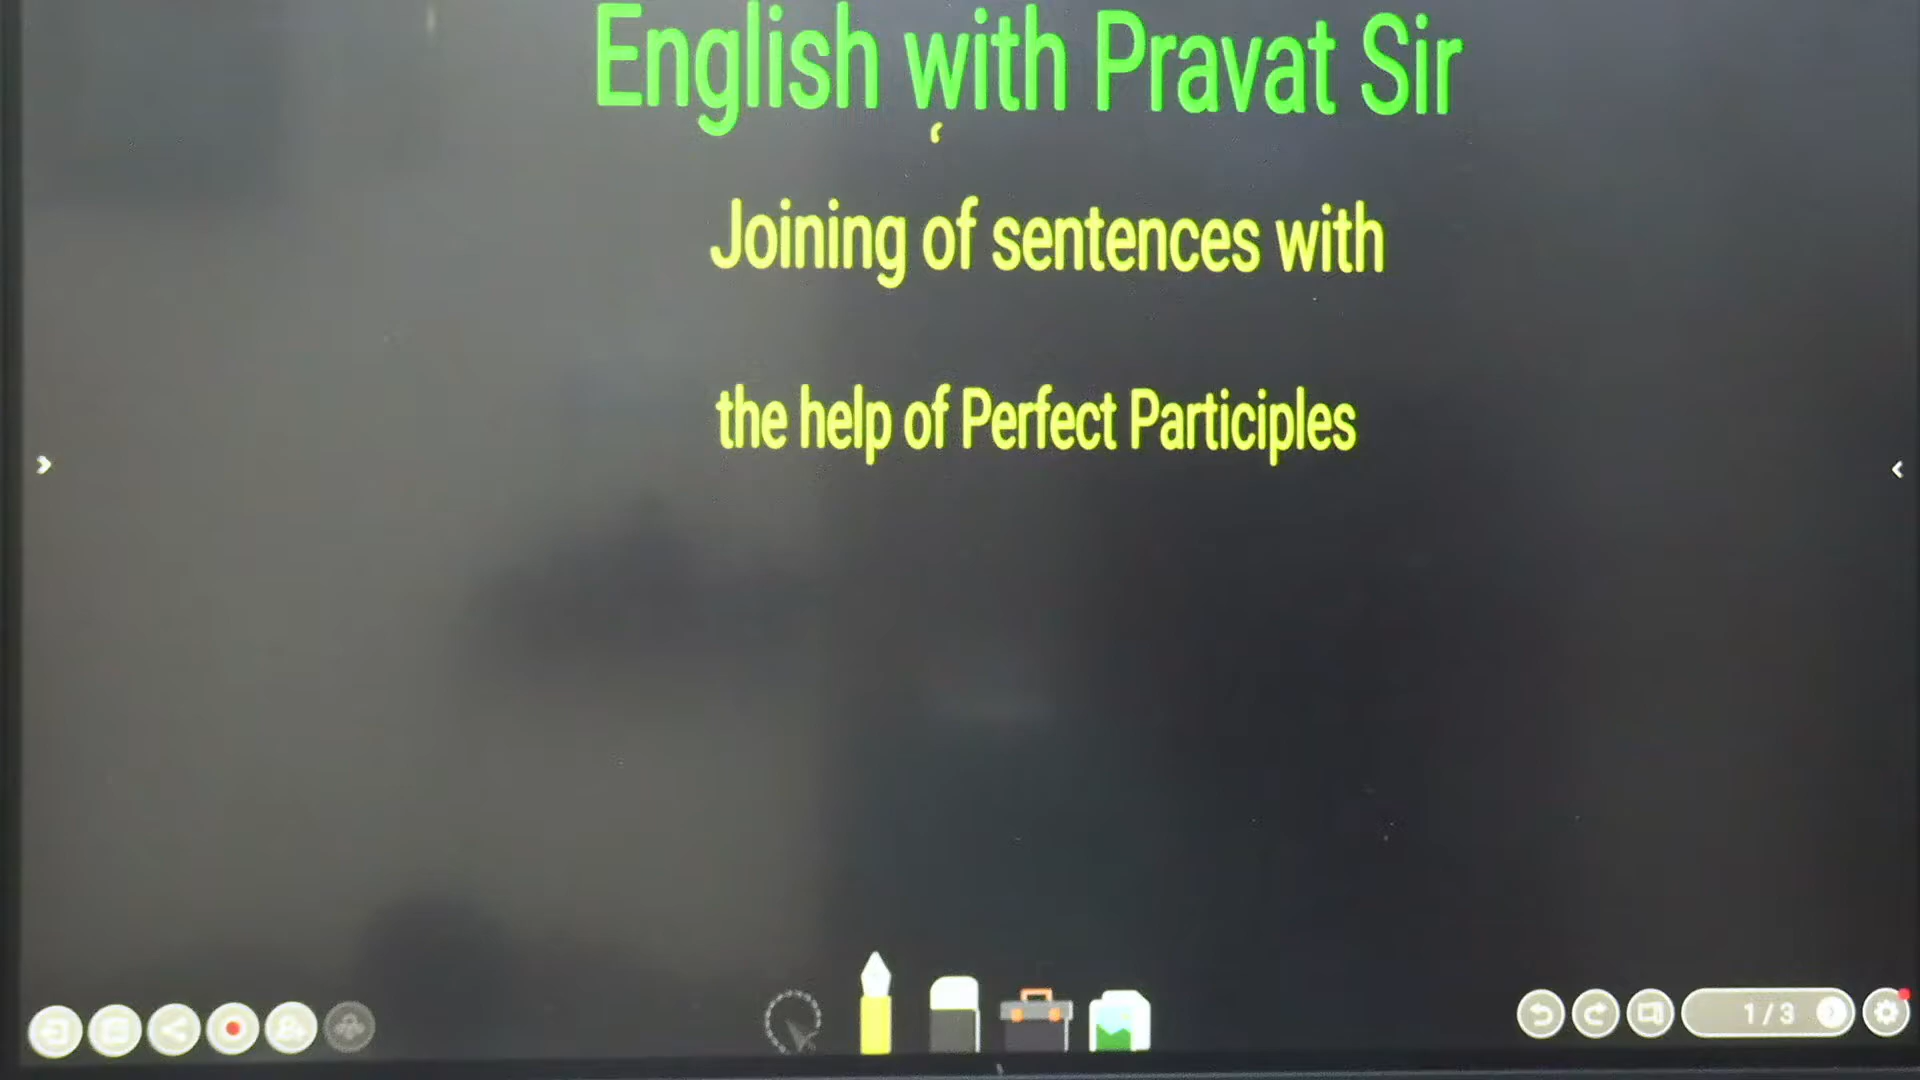 English with Pravat Sir
Joining of sentences with
the help of Perfect Participles
1/3